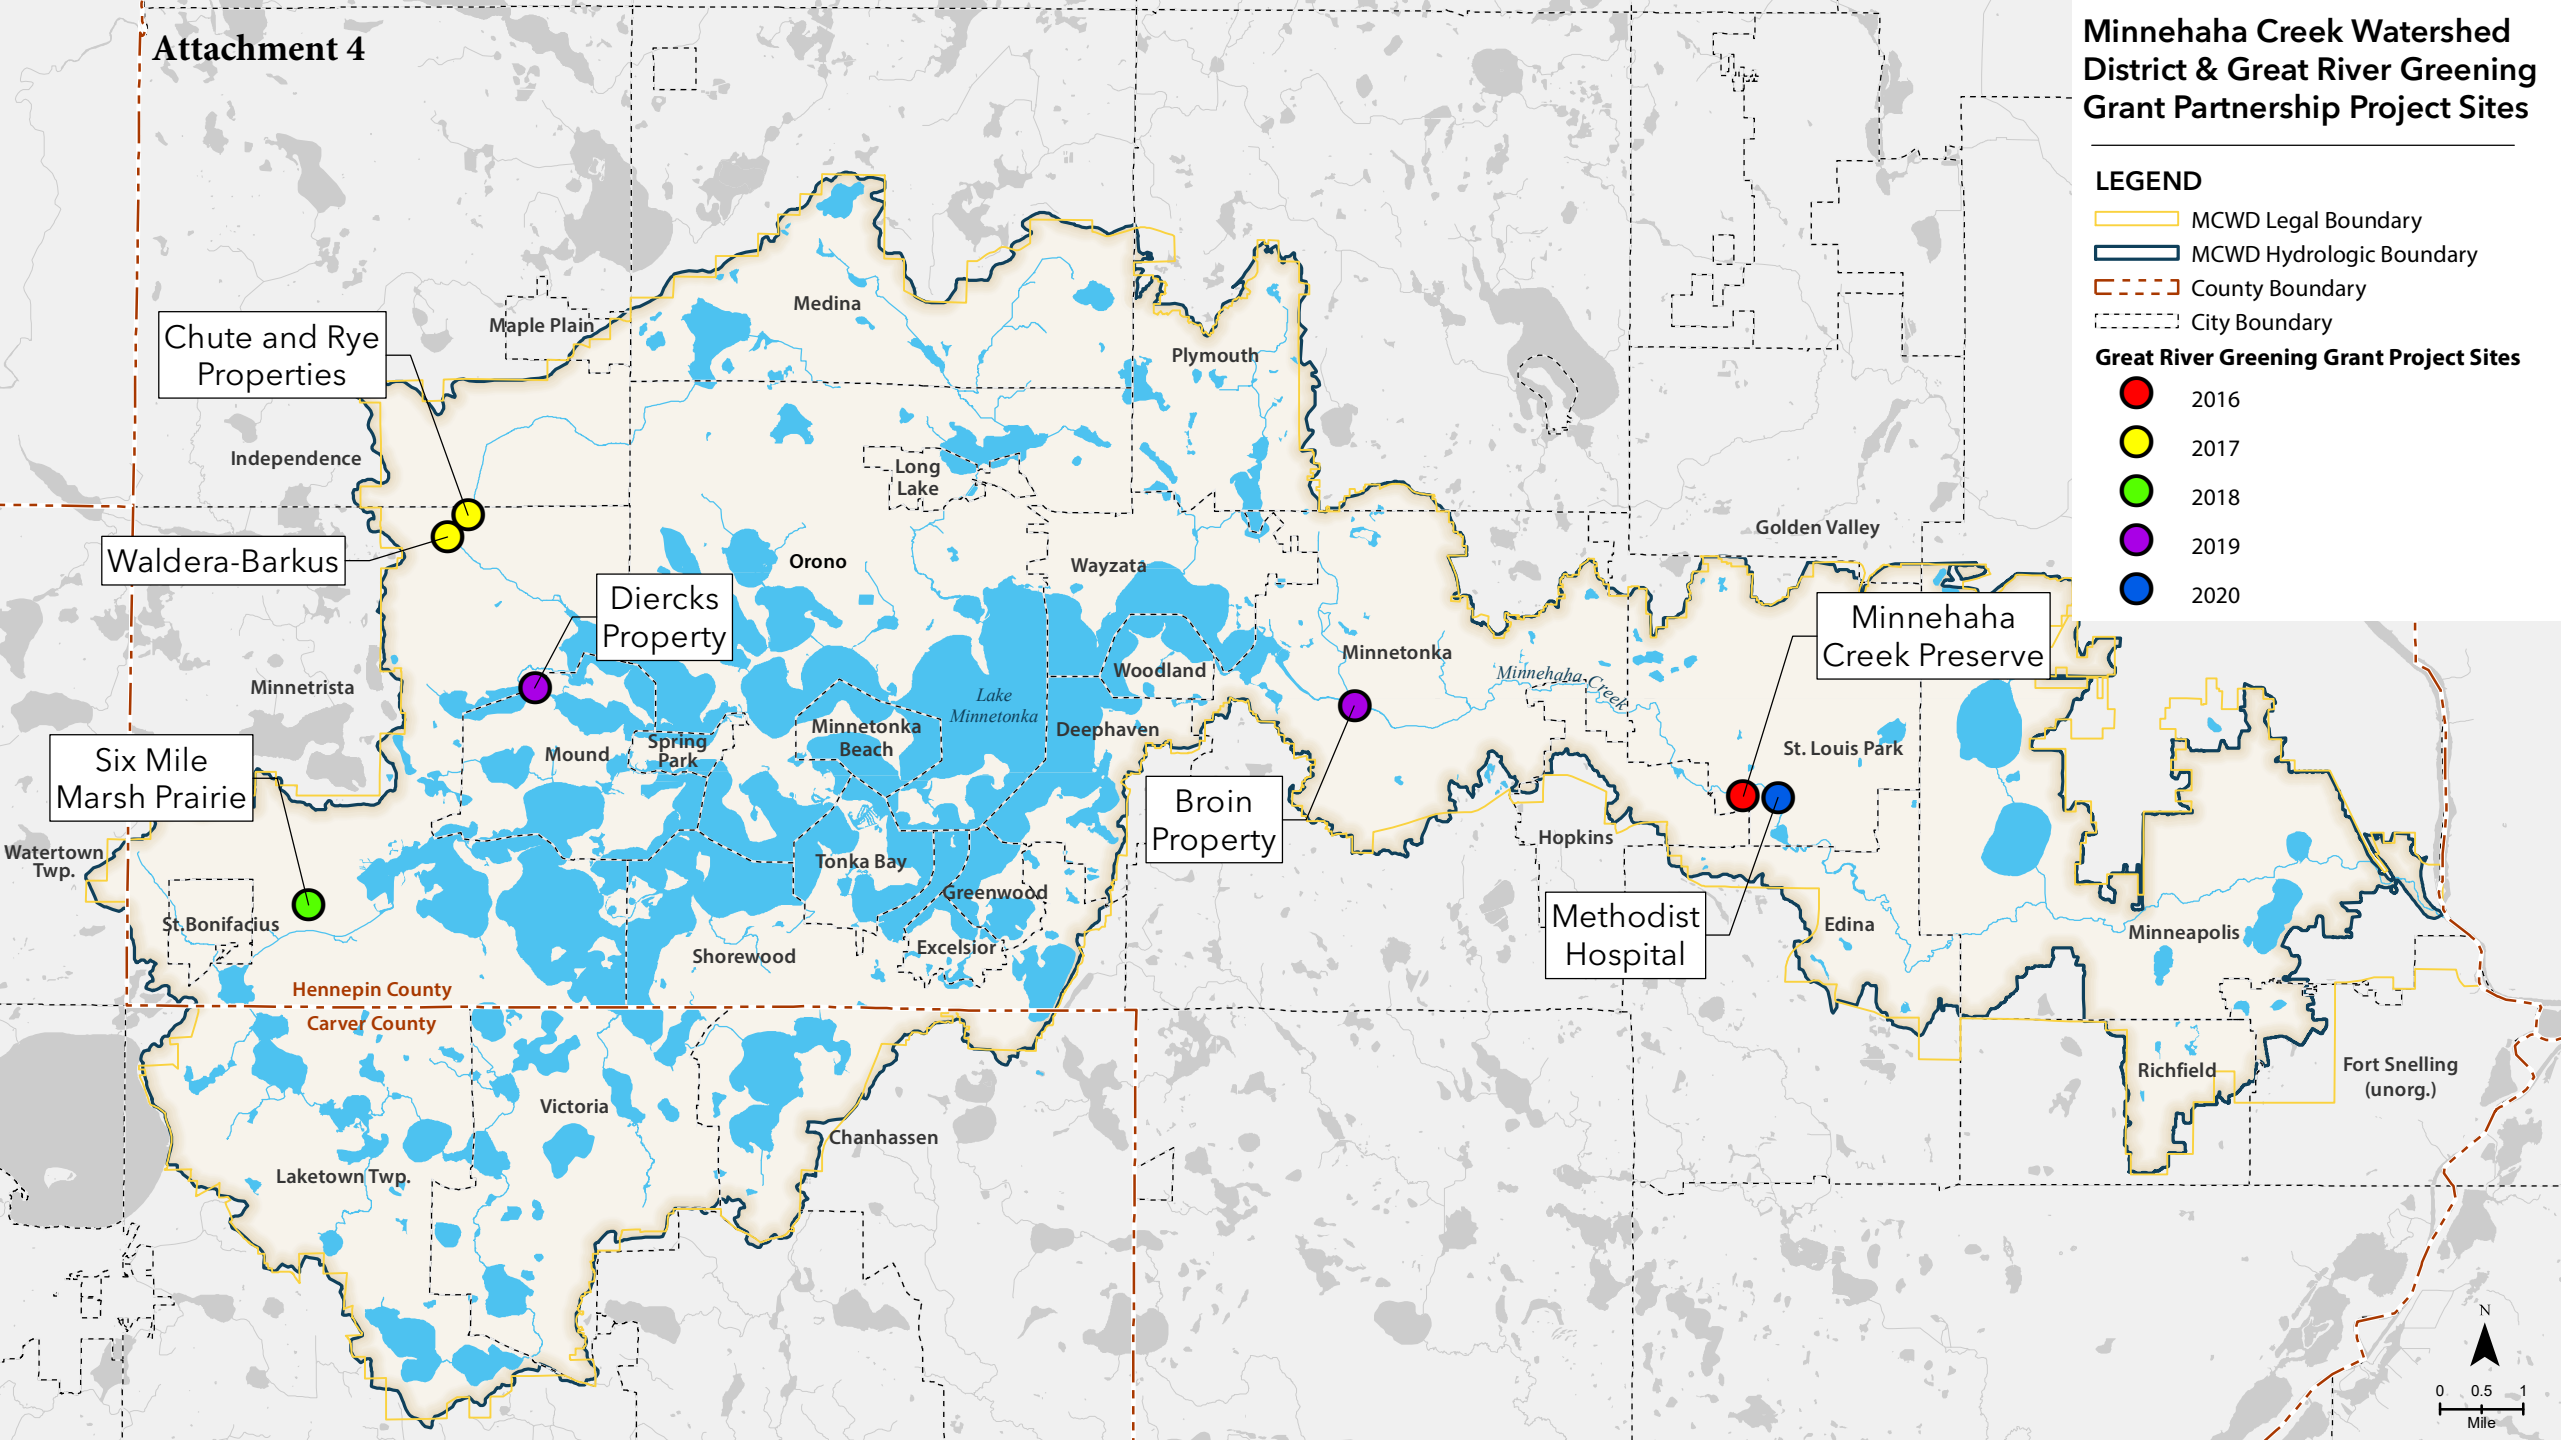 Attachment 4
Minnehaha Creek Watershed
District & Great River Greening
Grant Partnership Project Sites
LEGEND
MCWD Legal Boundary
MCWD Hydrologic Boundary
County Boundary
City Boundary
Great River Greening Grant Project Sites
2016
2017
2018
2019
2020
Medina
Maple Plain
Chute and Rye
Properties
Plymouth
Independence
Long
Lake
Golden Valley
Waldera-Barkus
Orono
Wayzata
Diercks
Property
Minnehaha
Creek Preserve
Minnetonka
Woodland
Minnehaha Creek
Minnetrista
Lake
Minnetonka
Minnetonka
Beach
Deephaven
Spring
Park
Mound
St. Louis Park
Six Mile
Marsh Prairie
Broin
Property
Hopkins
Watertown
Twp.
Tonka Bay
Greenwood
St.Bonifacius
Methodist
Hospital
Edina
Minneapolis
Excelsior
Shorewood
Hennepin County
Carver County
Richfield
Fort Snelling
(unorg.)
Victoria
Chanhassen
Laketown Twp.
N
0 0.5 1
Mile